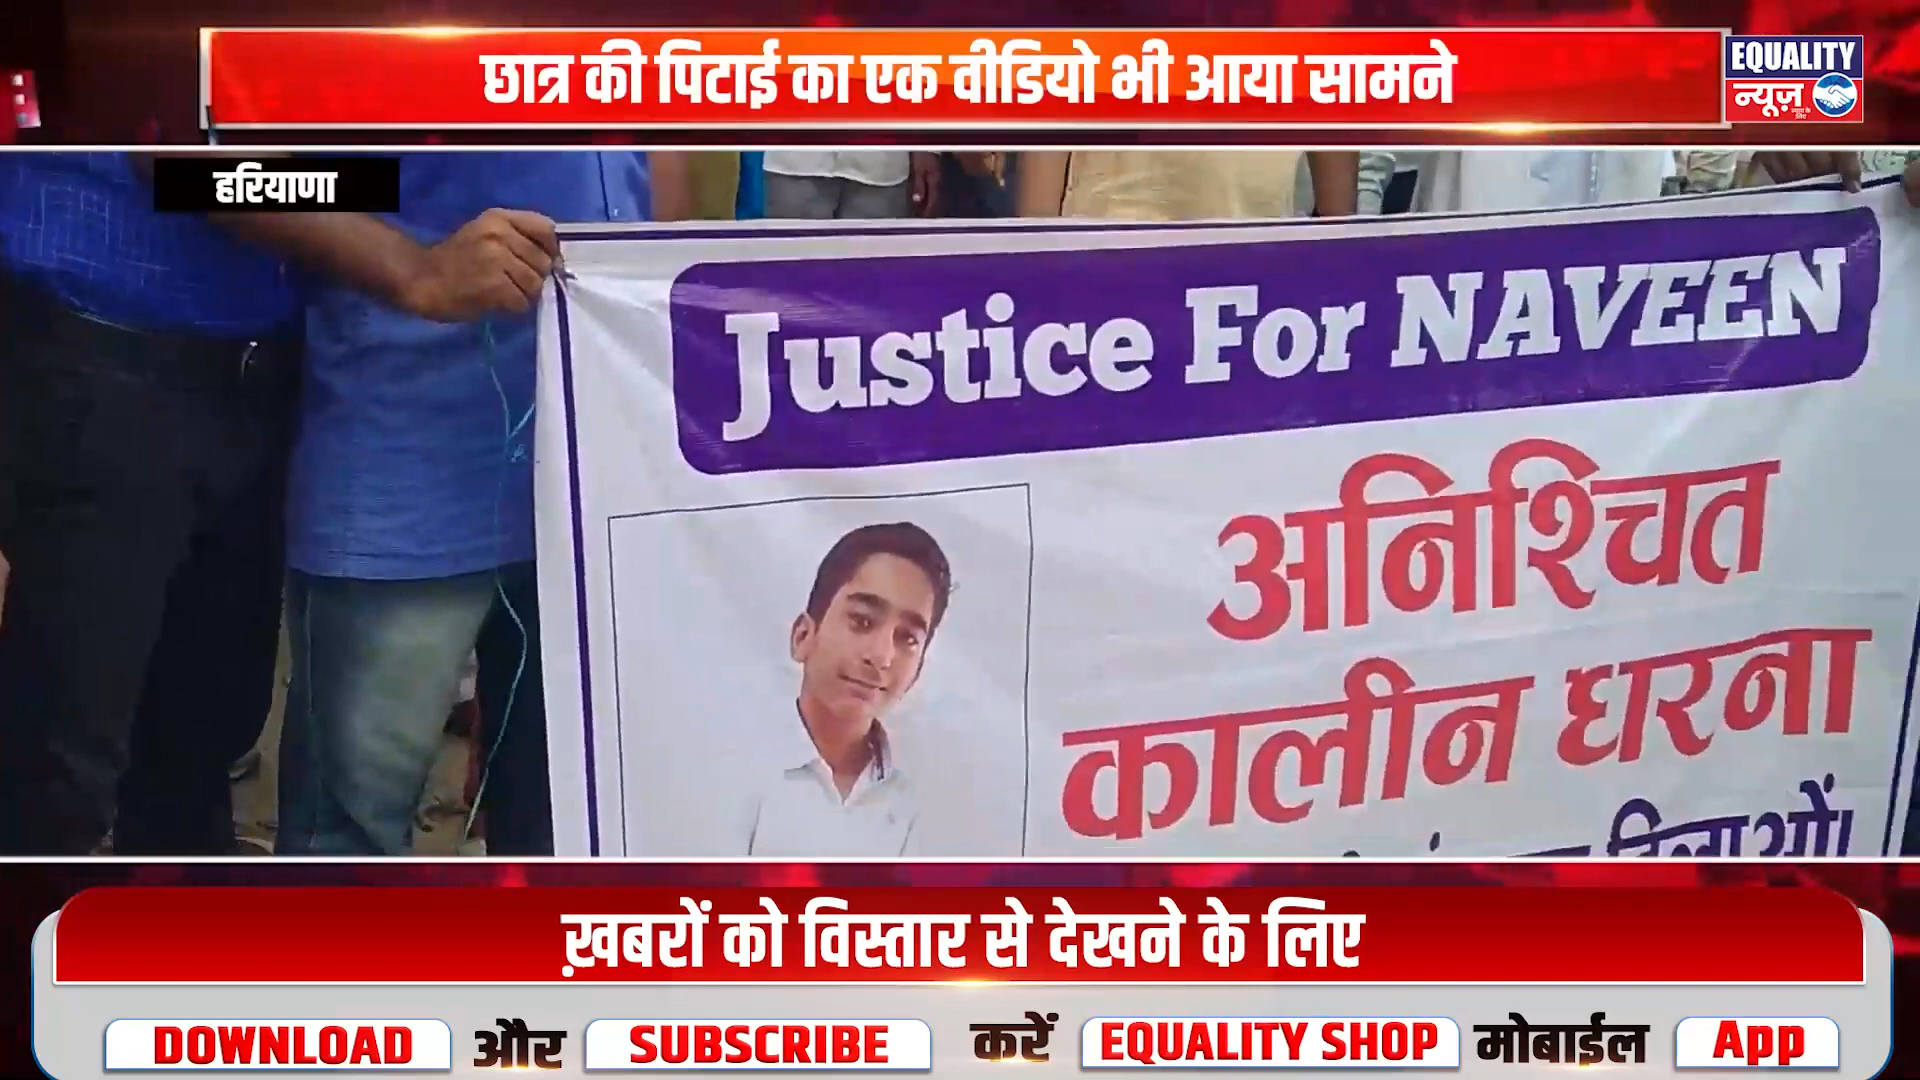 छात्र की पिटाई का एक वीडियो भी आया सामने
EQUALITY
न्यूज़
हरियाणा
Justice For NAVEEN
अनिश्चित
कालीन धरना
ख़बरों को विस्तार से देखने के लिए
DOWNLOAD और SUBSCRIBE करें EQUALITY SHOP मोबाईल App